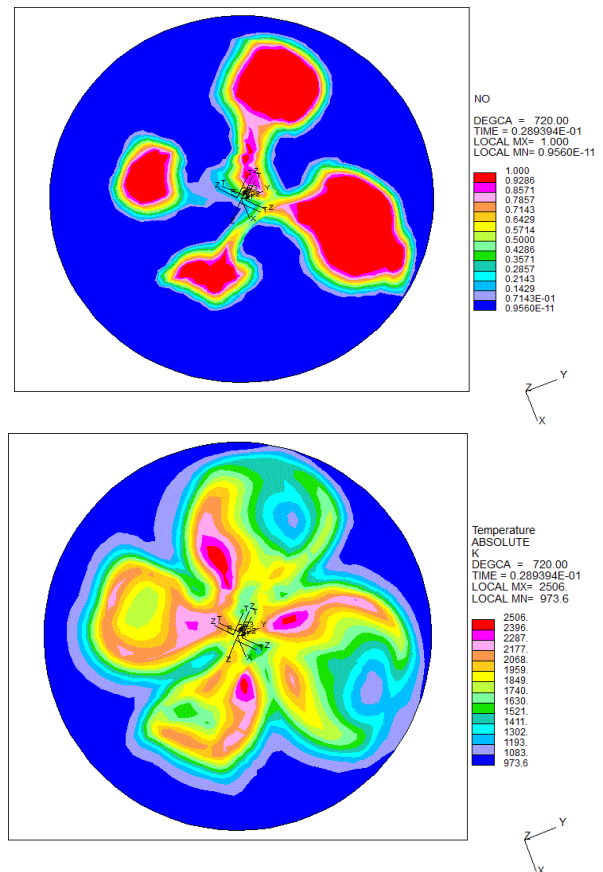 NO
DEGCA = 720.00
TIME = 0.289394E-01
LOCAL MX= 1.000
LOCAL MN= 0.9560E-11
1.000
0.9286
0.8571
0.7857
0.7143
0.6429
0.5714
0.5000
0.4286
0.3571
0.2857
0.2143
0.1429
0.7143E-01
0.9560E-11
Z
Y
X
Temperature
ABSOLUTE
K
DEGCA = 720.00
TIME = 0.289394E-01
LOCAL MX= 2506.
LOCAL MN= 973.6
2506.
2396.
2287.
2177.
2068.
1959.
1849.
1740.
1630.
1521.
1411.
1302.
1193.
1083.
973.6
Z
Y
X